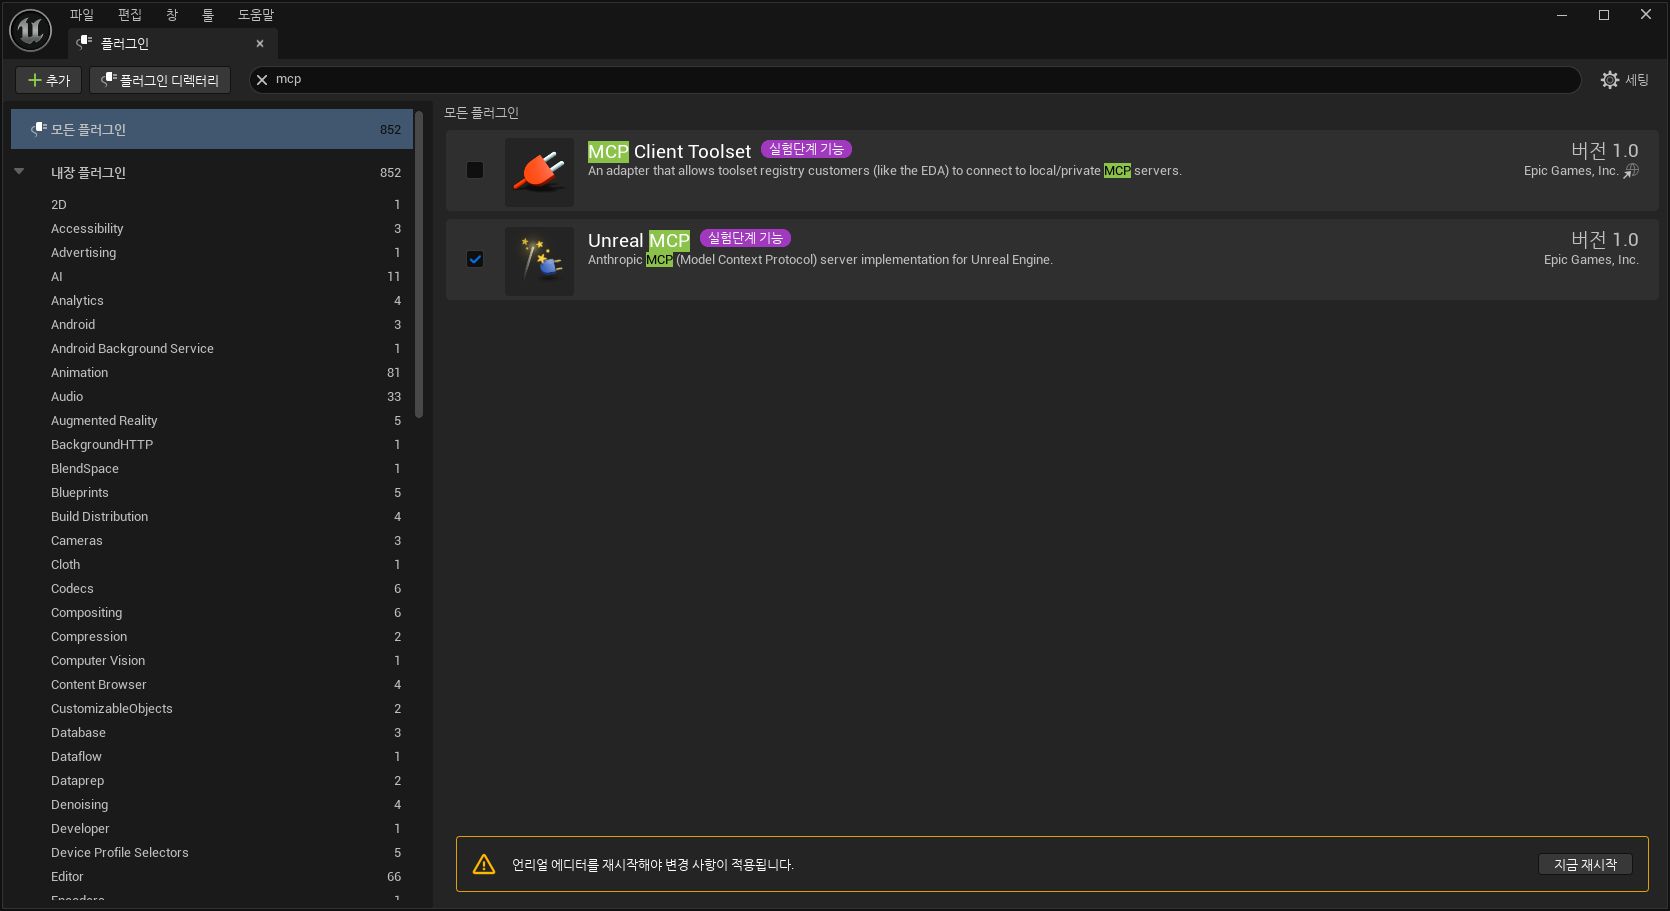 파일 편집 창 툴 도움말
플러그인
추가 플러그인 디렉터리 mcp 세팅
모든 플러그인 852
내장 플러그인 852
2D 1
Accessibility 3
Advertising 1
AI 11
Analytics 4
Android 3
Android Background Service 1
Animation 81
Audio 33
Augmented Reality 5
BackgroundHTTP 1
BlendSpace 1
Blueprints 5
Build Distribution 4
Cameras 3
Cloth 1
Codecs 6
Compositing 6
Compression 2
Computer Vision 1
Content Browser 4
CustomizableObjects 2
Database 3
Dataflow 1
Dataprep 2
Denoising 4
Developer 1
Device Profile Selectors 5
Editor 66
Encoders 1
모든 플러그인
MCP Client Toolset 실험단계 기능 버전 1.0
An adapter that allows toolset registry customers (like the EDA) to connect to local/private MCP servers. Epic Games, Inc.
Unreal MCP 실험단계 기능 버전 1.0
Anthropic MCP (Model Context Protocol) server implementation for Unreal Engine. Epic Games, Inc.
언리얼 에디터를 재시작해야 변경 사항이 적용됩니다. 지금 재시작